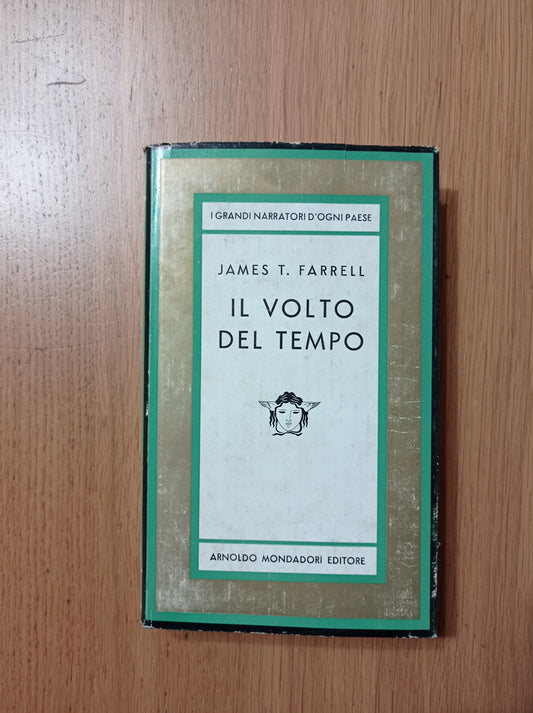 I GRANDI NARRATORI D'OGNI PAESE
JAMES T. FARRELL
IL VOLTO
DEL TEMPO
ARNOLDO MONDADORI EDITORE